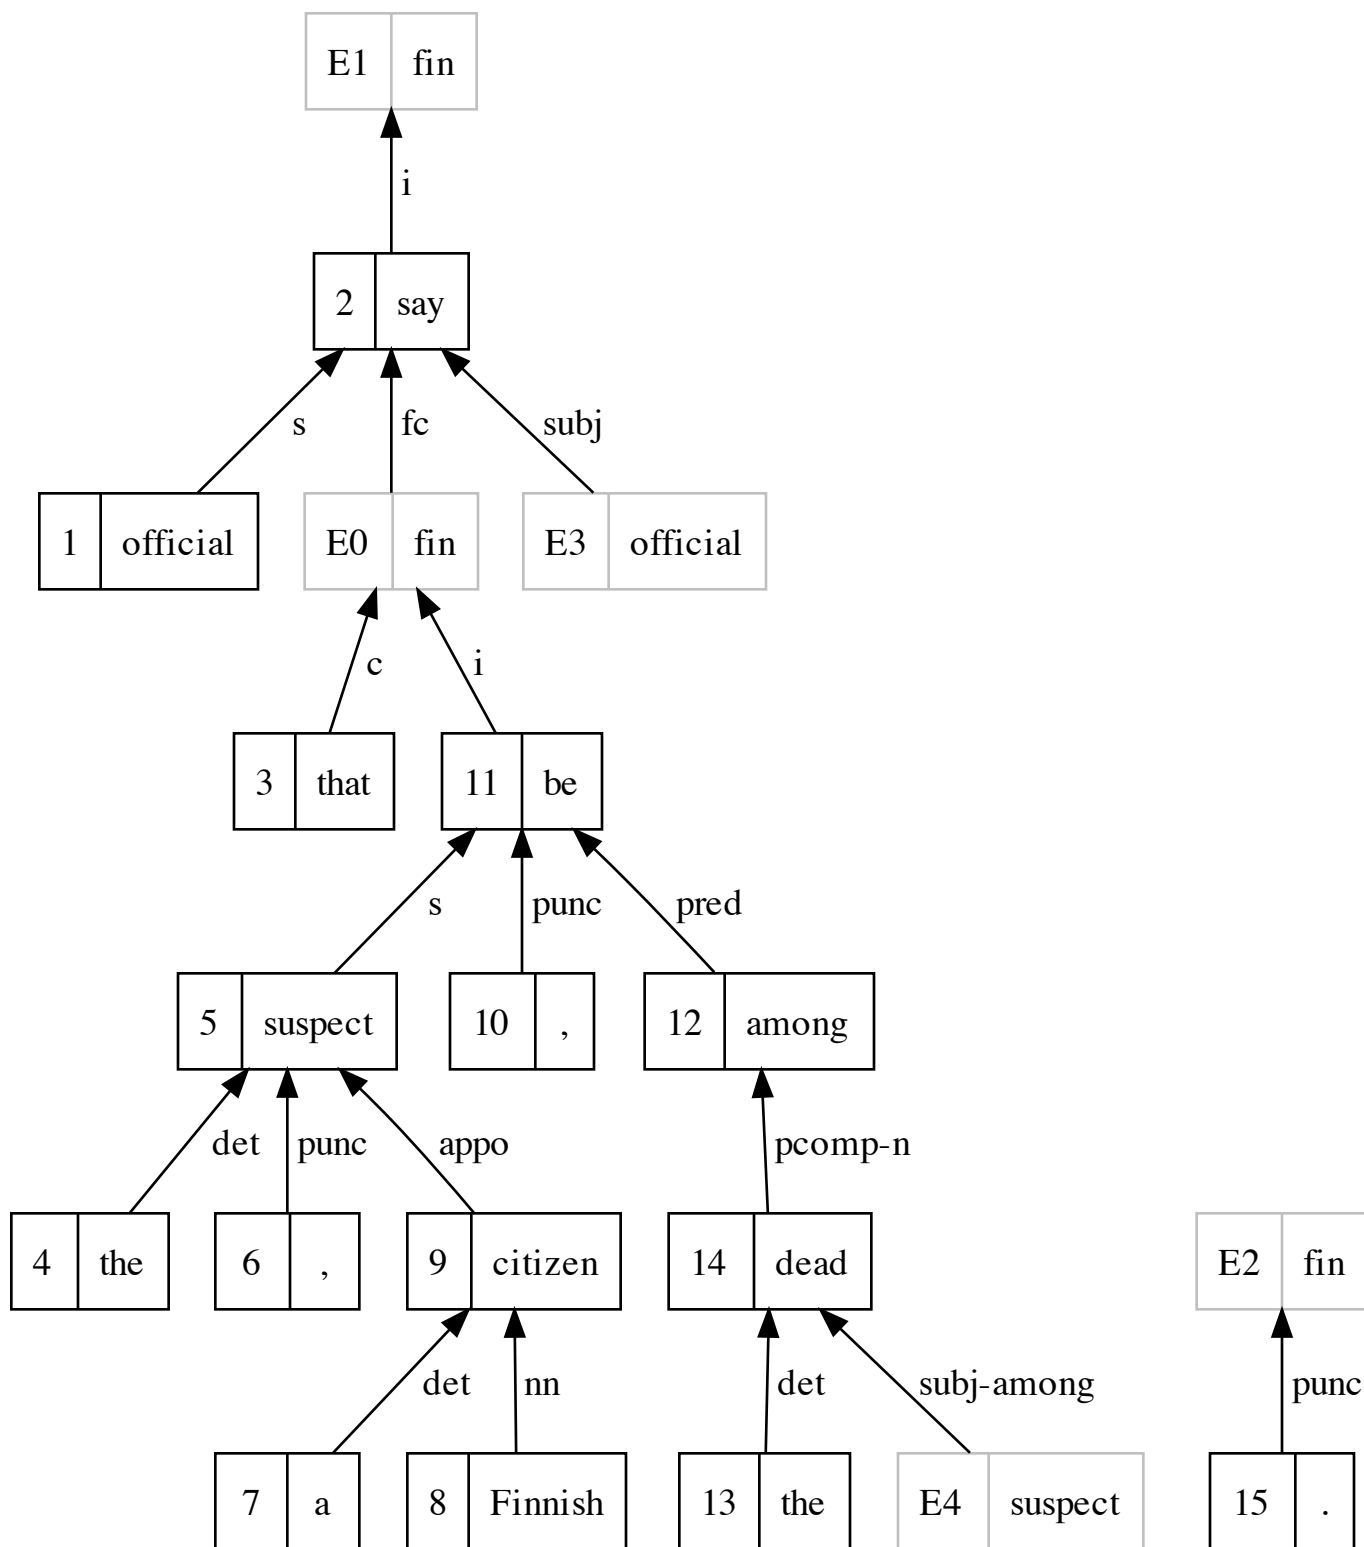 E1 fin
i
2 say
s fc subj
1 official E0 fin E3 official
c i
3 that 11 be
s punc pred
5 suspect 10 , 12 among
det punc appo pcomp-n
4 the 6 , 9 citizen 14 dead E2 fin
det nn det subj-among punc
7 a 8 Finnish 13 the E4 suspect 15 .